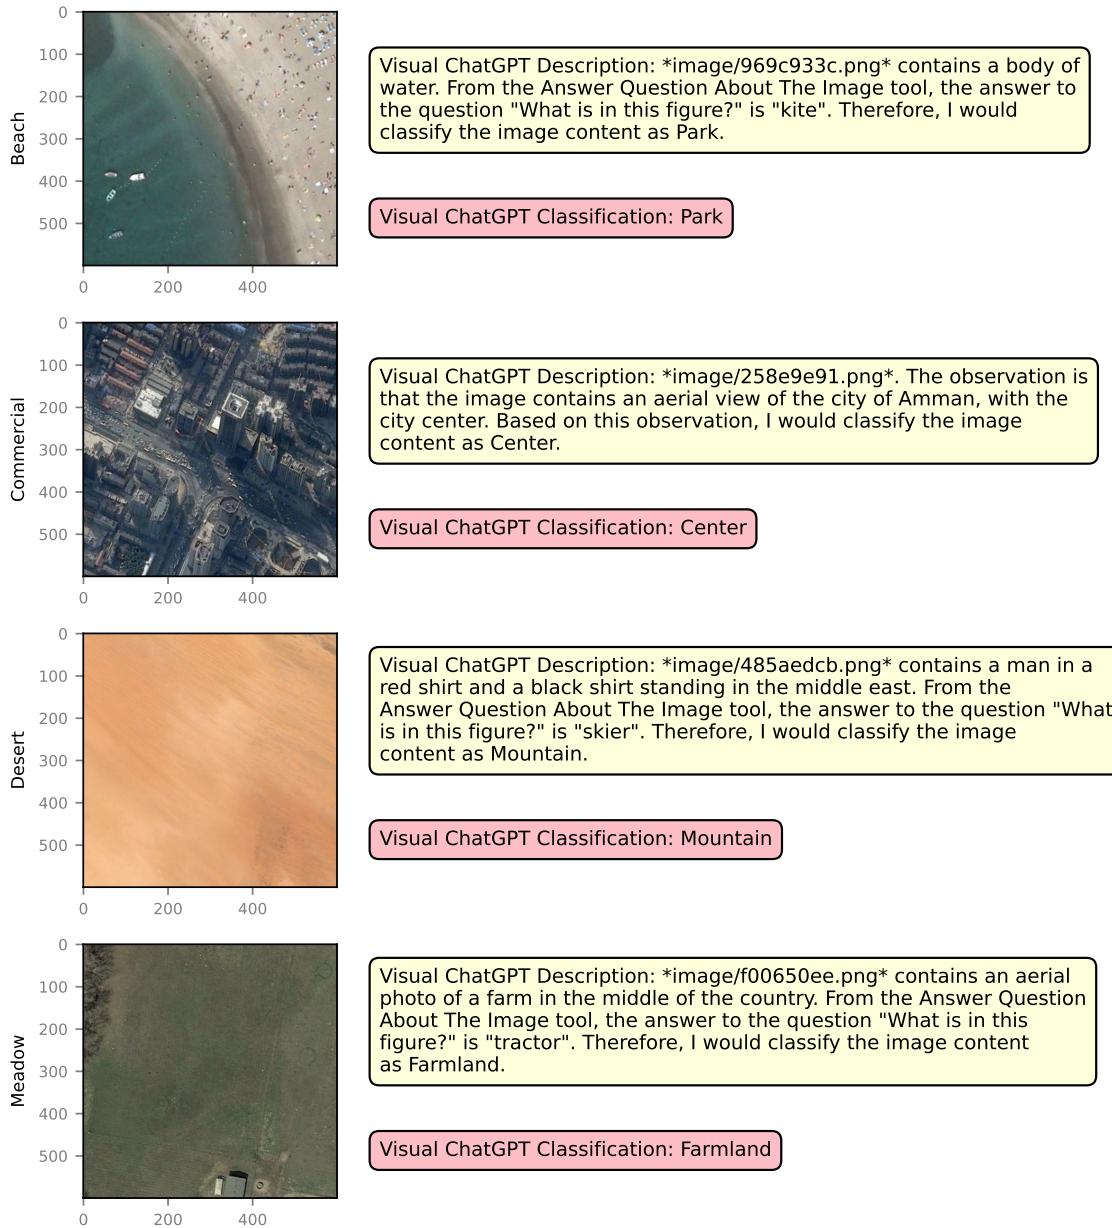 0
100
200
300
400
500
Beach
0
200
400
Visual ChatGPT Description: *image/969c933c.png* contains a body of
water. From the Answer Question About The Image tool, the answer to
the question "What is in this figure?" is "kite". Therefore, I would
classify the image content as Park.
Visual ChatGPT Classification: Park
0
100
200
300
400
500
Commercial
0
200
400
Visual ChatGPT Description: *image/258e9e91.png*. The observation is
that the image contains an aerial view of the city of Amman, with the
city center. Based on this observation, I would classify the image
content as Center.
Visual ChatGPT Classification: Center
0
100
200
300
400
500
Desert
0
200
400
Visual ChatGPT Description: *image/485aedcb.png* contains a man in a
red shirt and a black shirt standing in the middle east. From the
Answer Question About The Image tool, the answer to the question "What
is in this figure?" is "skier". Therefore, I would classify the image
content as Mountain.
Visual ChatGPT Classification: Mountain
0
100
200
300
400
500
Meadow
0
200
400
Visual ChatGPT Description: *image/f00650ee.png* contains an aerial
photo of a farm in the middle of the country. From the Answer Question
About The Image tool, the answer to the question "What is in this
figure?" is "tractor". Therefore, I would classify the image content
as Farmland.
Visual ChatGPT Classification: Farmland